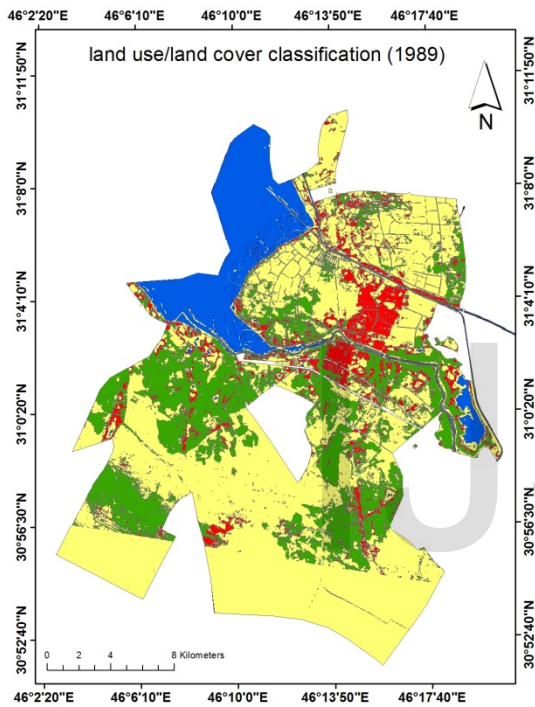 46°2'20"E 46°6'10"E 46°10'0"E 46°13'50"E 46°17'40"E
land use/land cover classification (1989)
31°11'50"N 31°11'50"N
N
31°8'0"N 31°8'0"N
31°4'10"N 31°4'10"N
31°0'20"N 31°0'20"N
J
30°56'30"N 30°56'30"N
30°52'40"N 30°52'40"N
0 2 4 8 Kilometers
46°2'20"E 46°6'10"E 46°10'0"E 46°13'50"E 46°17'40"E